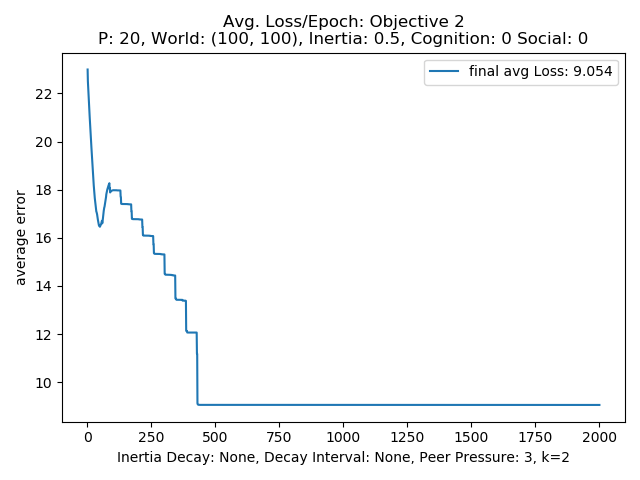 Avg. Loss/Epoch: Objective 2
P: 20, World: (100, 100), Inertia: 0.5, Cognition: 0 Social: 0
final avg Loss: 9.054
average error
22
20
18
16
14
12
10
0 250 500 750 1000 1250 1500 1750 2000
Inertia Decay: None, Decay Interval: None, Peer Pressure: 3, k=2